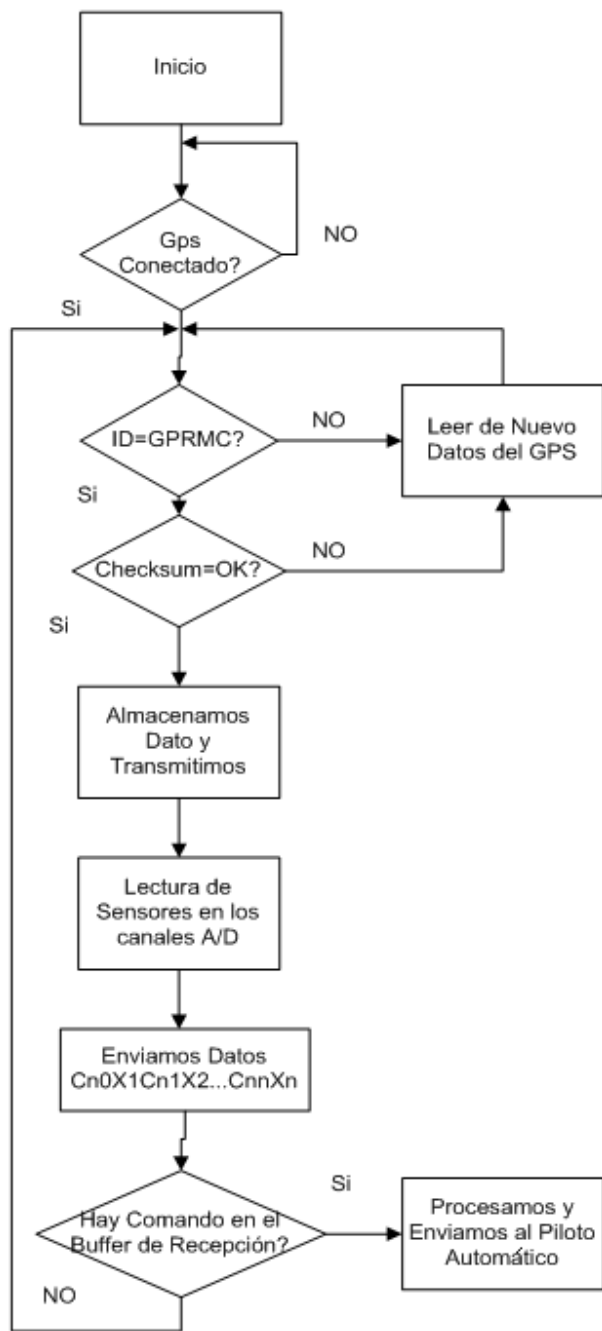 Inicio
Gps
Conectado?
NO
Si
ID=GPRMC?
NO
Leer de Nuevo
Datos del GPS
Si
Checksum=OK?
NO
Si
Almacenamos
Dato y
Transmitimos
Lectura de
Sensores en los
canales A/D
Enviamos Datos
Cn0X1Cn1X2...CnnXn
Hay Comando en el
Buffer de Recepción?
Si
Procesamos y
Enviamos al Piloto
Automático
NO